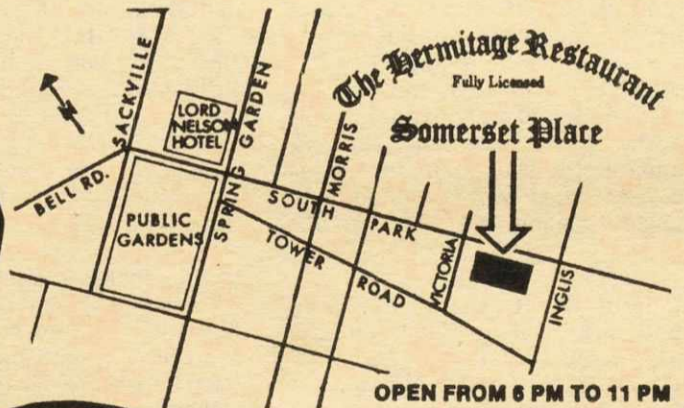 The Hermitage Restaurant
Fully Licensed
Somerset Place
SACKVILLE
LORD
NELSON
HOTEL
SPRING GARDEN
MORRIS
BELL RD.
PUBLIC
GARDENS
SOUTH PARK
TOWER ROAD
VICTORIA
INGLIS
N
OPEN FROM 6 PM TO 11 PM